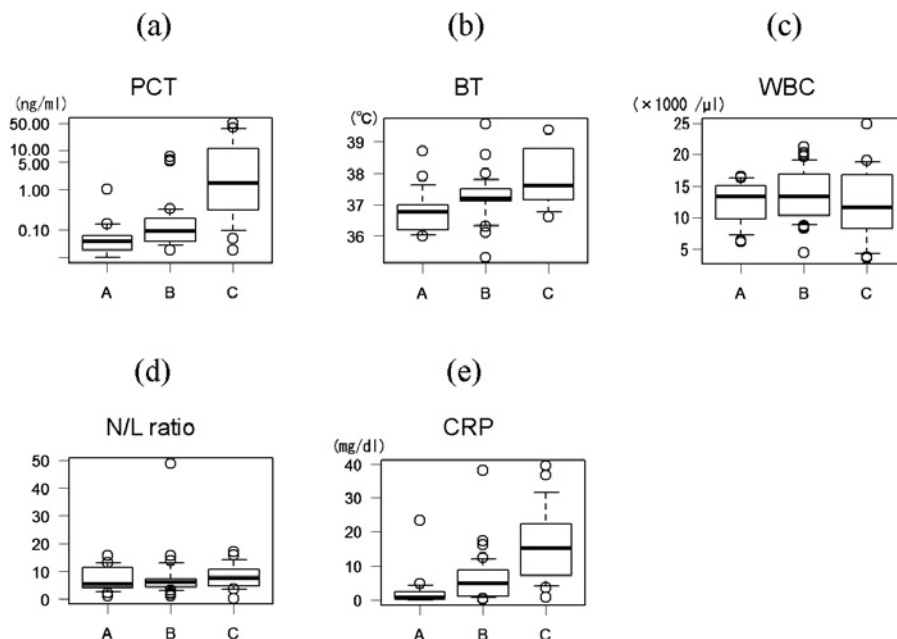 (a)
PCT
(ng/ml)
50.00
10.00
5.00
1.00
0.10
A B C
(b)
BT
(℃)
39
38
37
36
A B C
(c)
WBC
(×1000 /μl)
25
20
15
10
5
A B C
(d)
N/L ratio
50
40
30
20
10
0
A B C
(e)
CRP
(mg/dl)
40
30
20
10
0
A B C